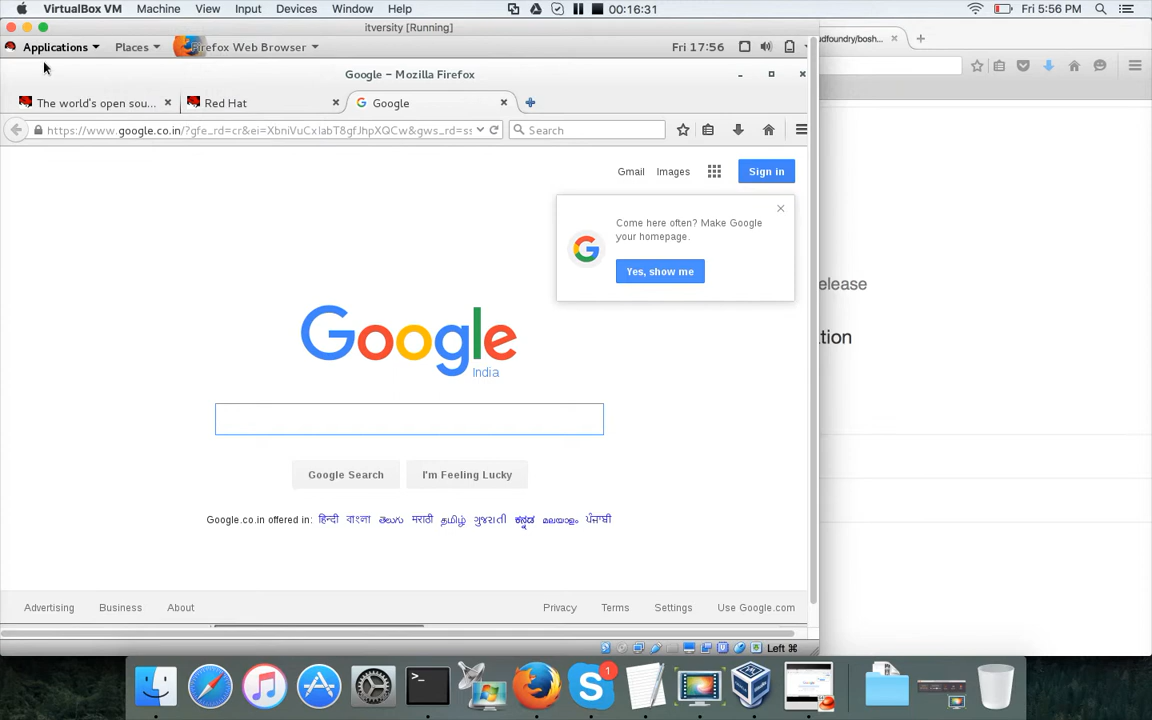 VirtualBox VM Machine View Input Devices Window Help 00:16:31 Fri 5:56 PM
itversity [Running]
Applications Places Firefox Web Browser Fri 17:56
Google – Mozilla Firefox
The world's open sou... Red Hat Google
https://www.google.co.in/?gfe_rd=cr&ei=XbniVuCxIabT8gfJhpXQCw&gws_rd=ss Search
udfoundry/bosh...
Gmail Images Sign in
Come here often? Make Google
your homepage.
Yes, show me
elease
tion
Google
India
Google Search I'm Feeling Lucky
Google.co.in offered in: हिन्दी বাংলা తెలుగు मराठी தமிழ் ગુજરાતી ಕನ್ನಡ മലയാളം ਪੰਜਾਬੀ
Advertising Business About Privacy Terms Settings Use Google.com
Left ⌘
>_
S 1